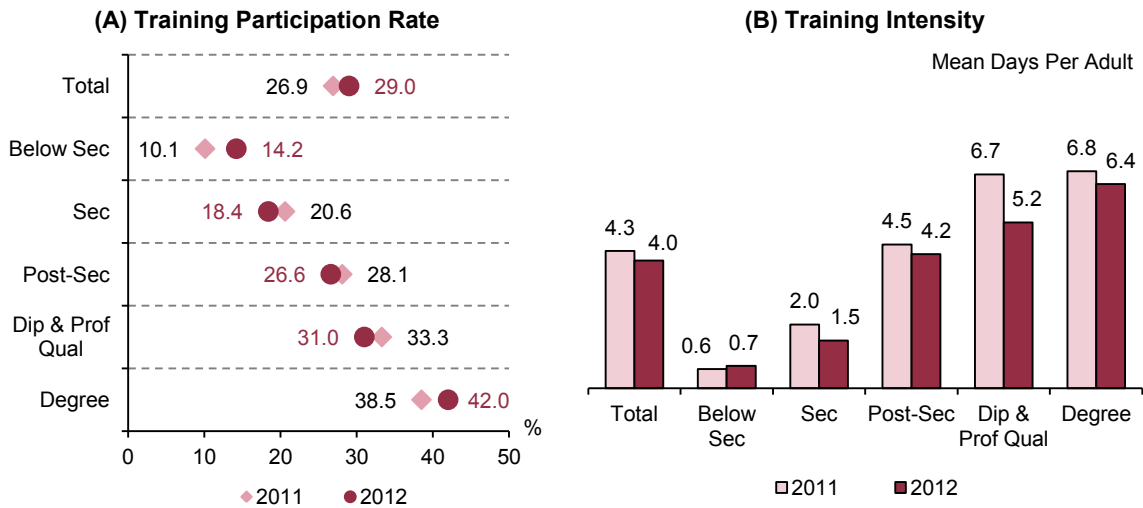 (A) Training Participation Rate
Total
26.9
29.0
Below Sec
10.1
14.2
Sec
18.4
20.6
Post-Sec
26.6
28.1
Dip & Prof
Qual
31.0
33.3
Degree
38.5
42.0
%
0 10 20 30 40 50
2011 2012
(B) Training Intensity
Mean Days Per Adult
4.3
4.0
0.6
0.7
2.0
1.5
4.5
4.2
6.7
5.2
6.8
6.4
Total Below Sec Post-Sec Dip & Degree
Sec Prof Qual
2011 2012